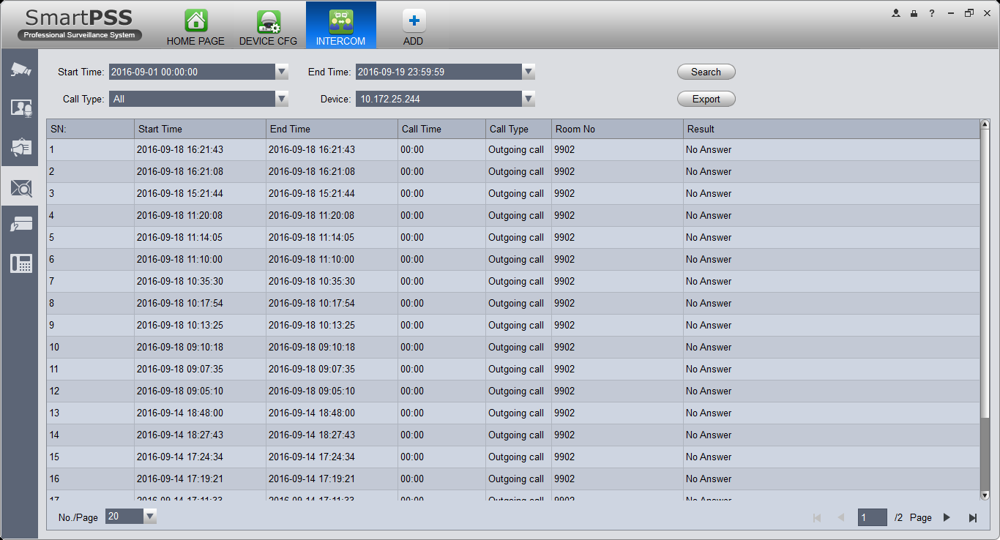 SmartPSS
Professional Surveillance System
HOME PAGE DEVICE CFG INTERCOM ADD
?
Start Time: 2016-09-01 00:00:00 End Time: 2016-09-19 23:59:59 Search
Call Type: All Device: 10.172.25.244 Export
SN: Start Time End Time Call Time Call Type Room No Result
1 2016-09-18 16:21:43 2016-09-18 16:21:43 00:00 Outgoing call 9902 No Answer
2 2016-09-18 16:21:08 2016-09-18 16:21:08 00:00 Outgoing call 9902 No Answer
3 2016-09-18 15:21:44 2016-09-18 15:21:44 00:00 Outgoing call 9902 No Answer
4 2016-09-18 11:20:08 2016-09-18 11:20:08 00:00 Outgoing call 9902 No Answer
5 2016-09-18 11:14:05 2016-09-18 11:14:05 00:00 Outgoing call 9902 No Answer
6 2016-09-18 11:10:00 2016-09-18 11:10:00 00:00 Outgoing call 9902 No Answer
7 2016-09-18 10:35:30 2016-09-18 10:35:30 00:00 Outgoing call 9902 No Answer
8 2016-09-18 10:17:54 2016-09-18 10:17:54 00:00 Outgoing call 9902 No Answer
9 2016-09-18 10:13:25 2016-09-18 10:13:25 00:00 Outgoing call 9902 No Answer
10 2016-09-18 09:10:18 2016-09-18 09:10:18 00:00 Outgoing call 9902 No Answer
11 2016-09-18 09:07:35 2016-09-18 09:07:35 00:00 Outgoing call 9902 No Answer
12 2016-09-18 09:05:10 2016-09-18 09:05:10 00:00 Outgoing call 9902 No Answer
13 2016-09-14 18:48:00 2016-09-14 18:48:00 00:00 Outgoing call 9902 No Answer
14 2016-09-14 18:27:43 2016-09-14 18:27:43 00:00 Outgoing call 9902 No Answer
15 2016-09-14 17:24:34 2016-09-14 17:24:34 00:00 Outgoing call 9902 No Answer
16 2016-09-14 17:19:21 2016-09-14 17:19:21 00:00 Outgoing call 9902 No Answer
17 2016-09-14 2016-09-14 00:00 Outgoing call 9902 No Answer
No./Page 20 1 /2 Page